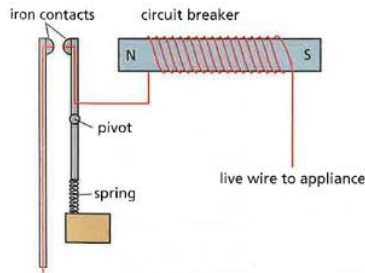 iron contacts
circuit breaker
N
S
pivot
spring
live wire to appliance